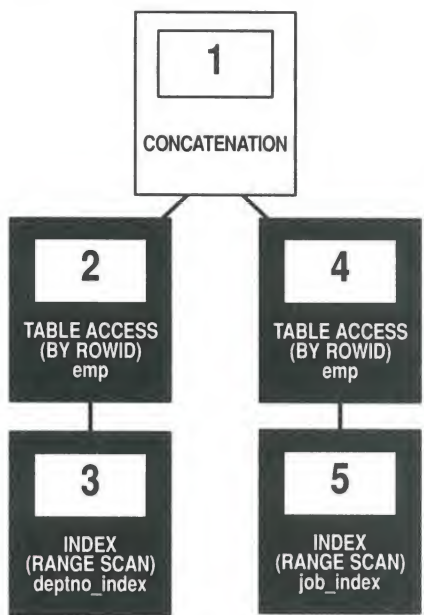 1
CONCATENATION
2
TABLE ACCESS
(BY ROWID)
emp
4
TABLE ACCESS
(BY ROWID)
emp
3
INDEX
(RANGE SCAN)
deptno_index
5
INDEX
(RANGE SCAN)
job_index